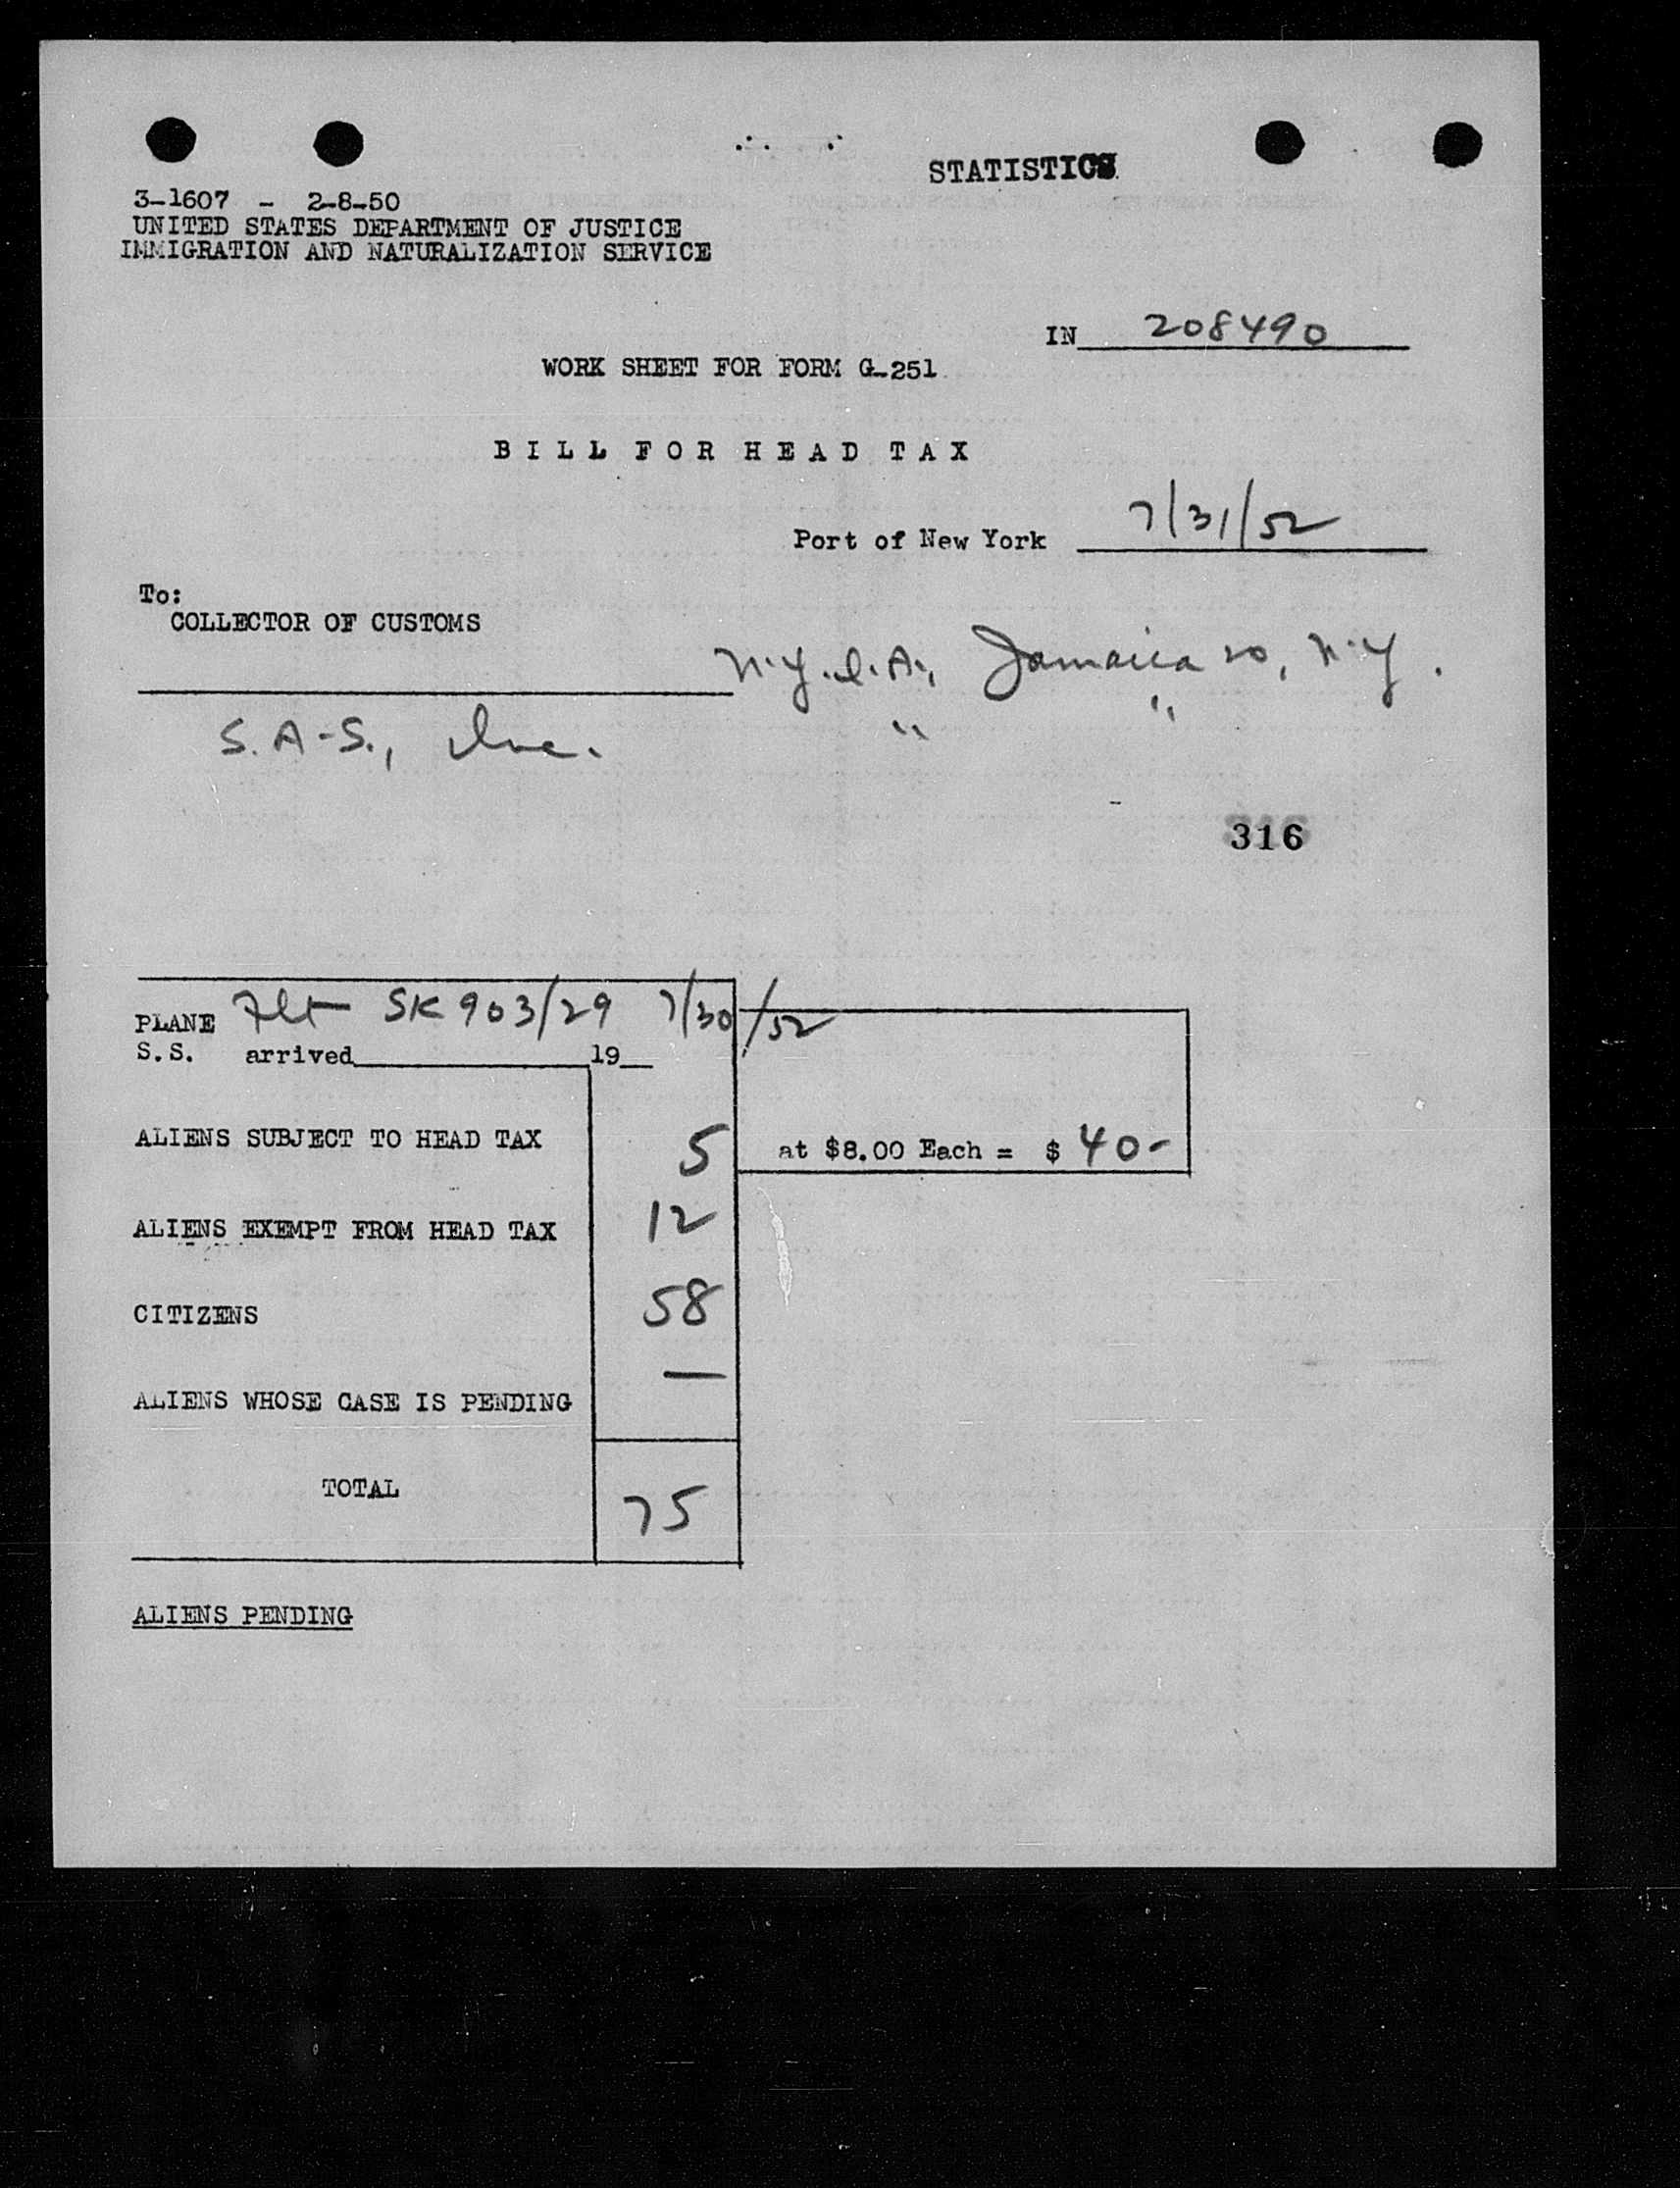 STATISTICS
3-1607 - 2-8-50
UNITED STATES DEPARTMENT OF JUSTICE
IMMIGRATION AND NATURALIZATION SERVICE
IN 208490
WORK SHEET FOR FORM G-251
BILL FOR HEAD TAX
Port of New York 7/31/52
To:
COLLECTOR OF CUSTOMS
N.Y.I.A., Jamaica 20, N.Y.
S.A.S., Inc. " "
316
PLANE Flt SK 903/29 7/30/52
S.S. arrived 19
ALIENS SUBJECT TO HEAD TAX 5 at $8.00 Each = $ 40-
ALIENS EXEMPT FROM HEAD TAX 12
CITIZENS 58
ALIENS WHOSE CASE IS PENDING —
TOTAL 75
ALIENS PENDING